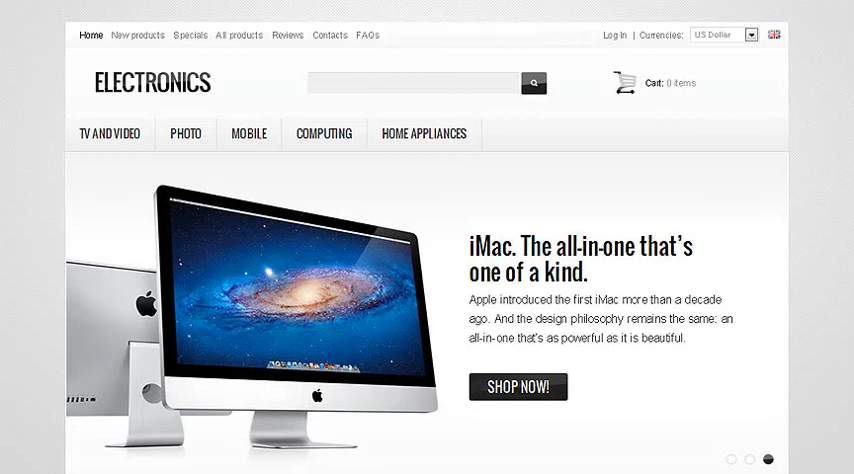 Home New products Specials All products Reviews Contacts FAQs Log In | Currencies: US Dollar
ELECTRONICS
Cart: 0 items
TV AND VIDEO PHOTO MOBILE COMPUTING HOME APPLIANCES
iMac. The all-in-one that's
one of a kind.
Apple introduced the first iMac more than a decade
ago. And the design philosophy remains the same: an
all-in-one that's as powerful as it is beautiful.
SHOP NOW!